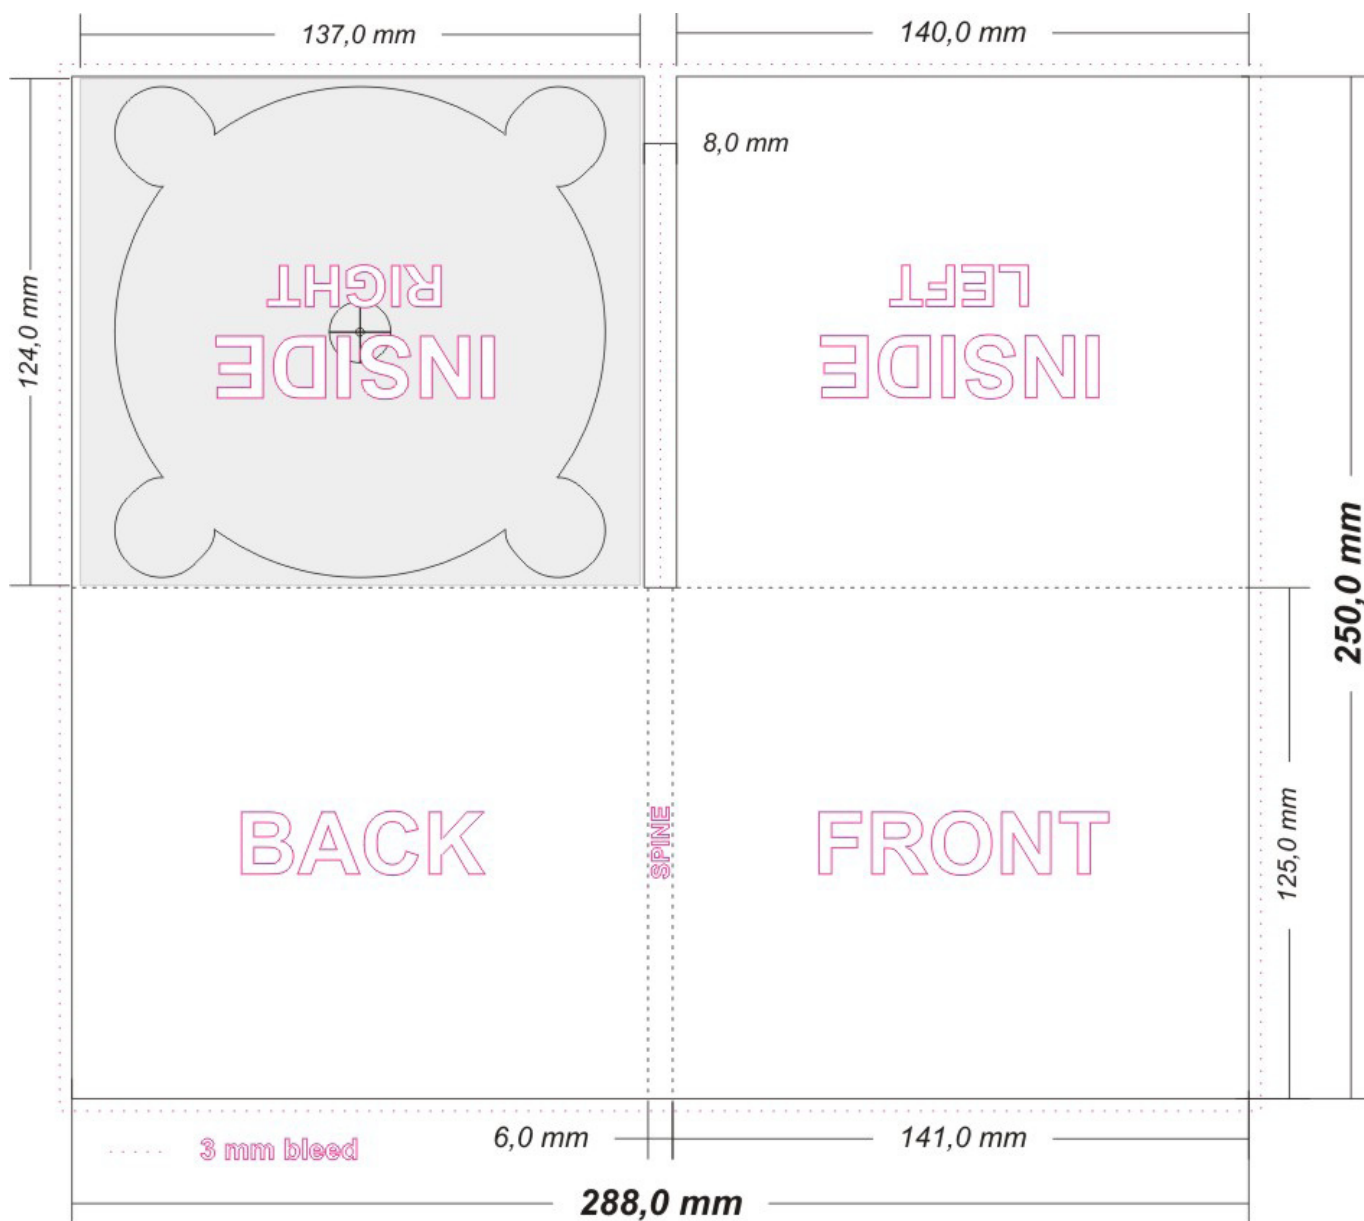 137,0 mm
140,0 mm
8,0 mm
124,0 mm
INSIDE
RIGHT
INSIDE
LEFT
250,0 mm
BACK
SPINE
FRONT
125,0 mm
6,0 mm
141,0 mm
3 mm bleed
288,0 mm